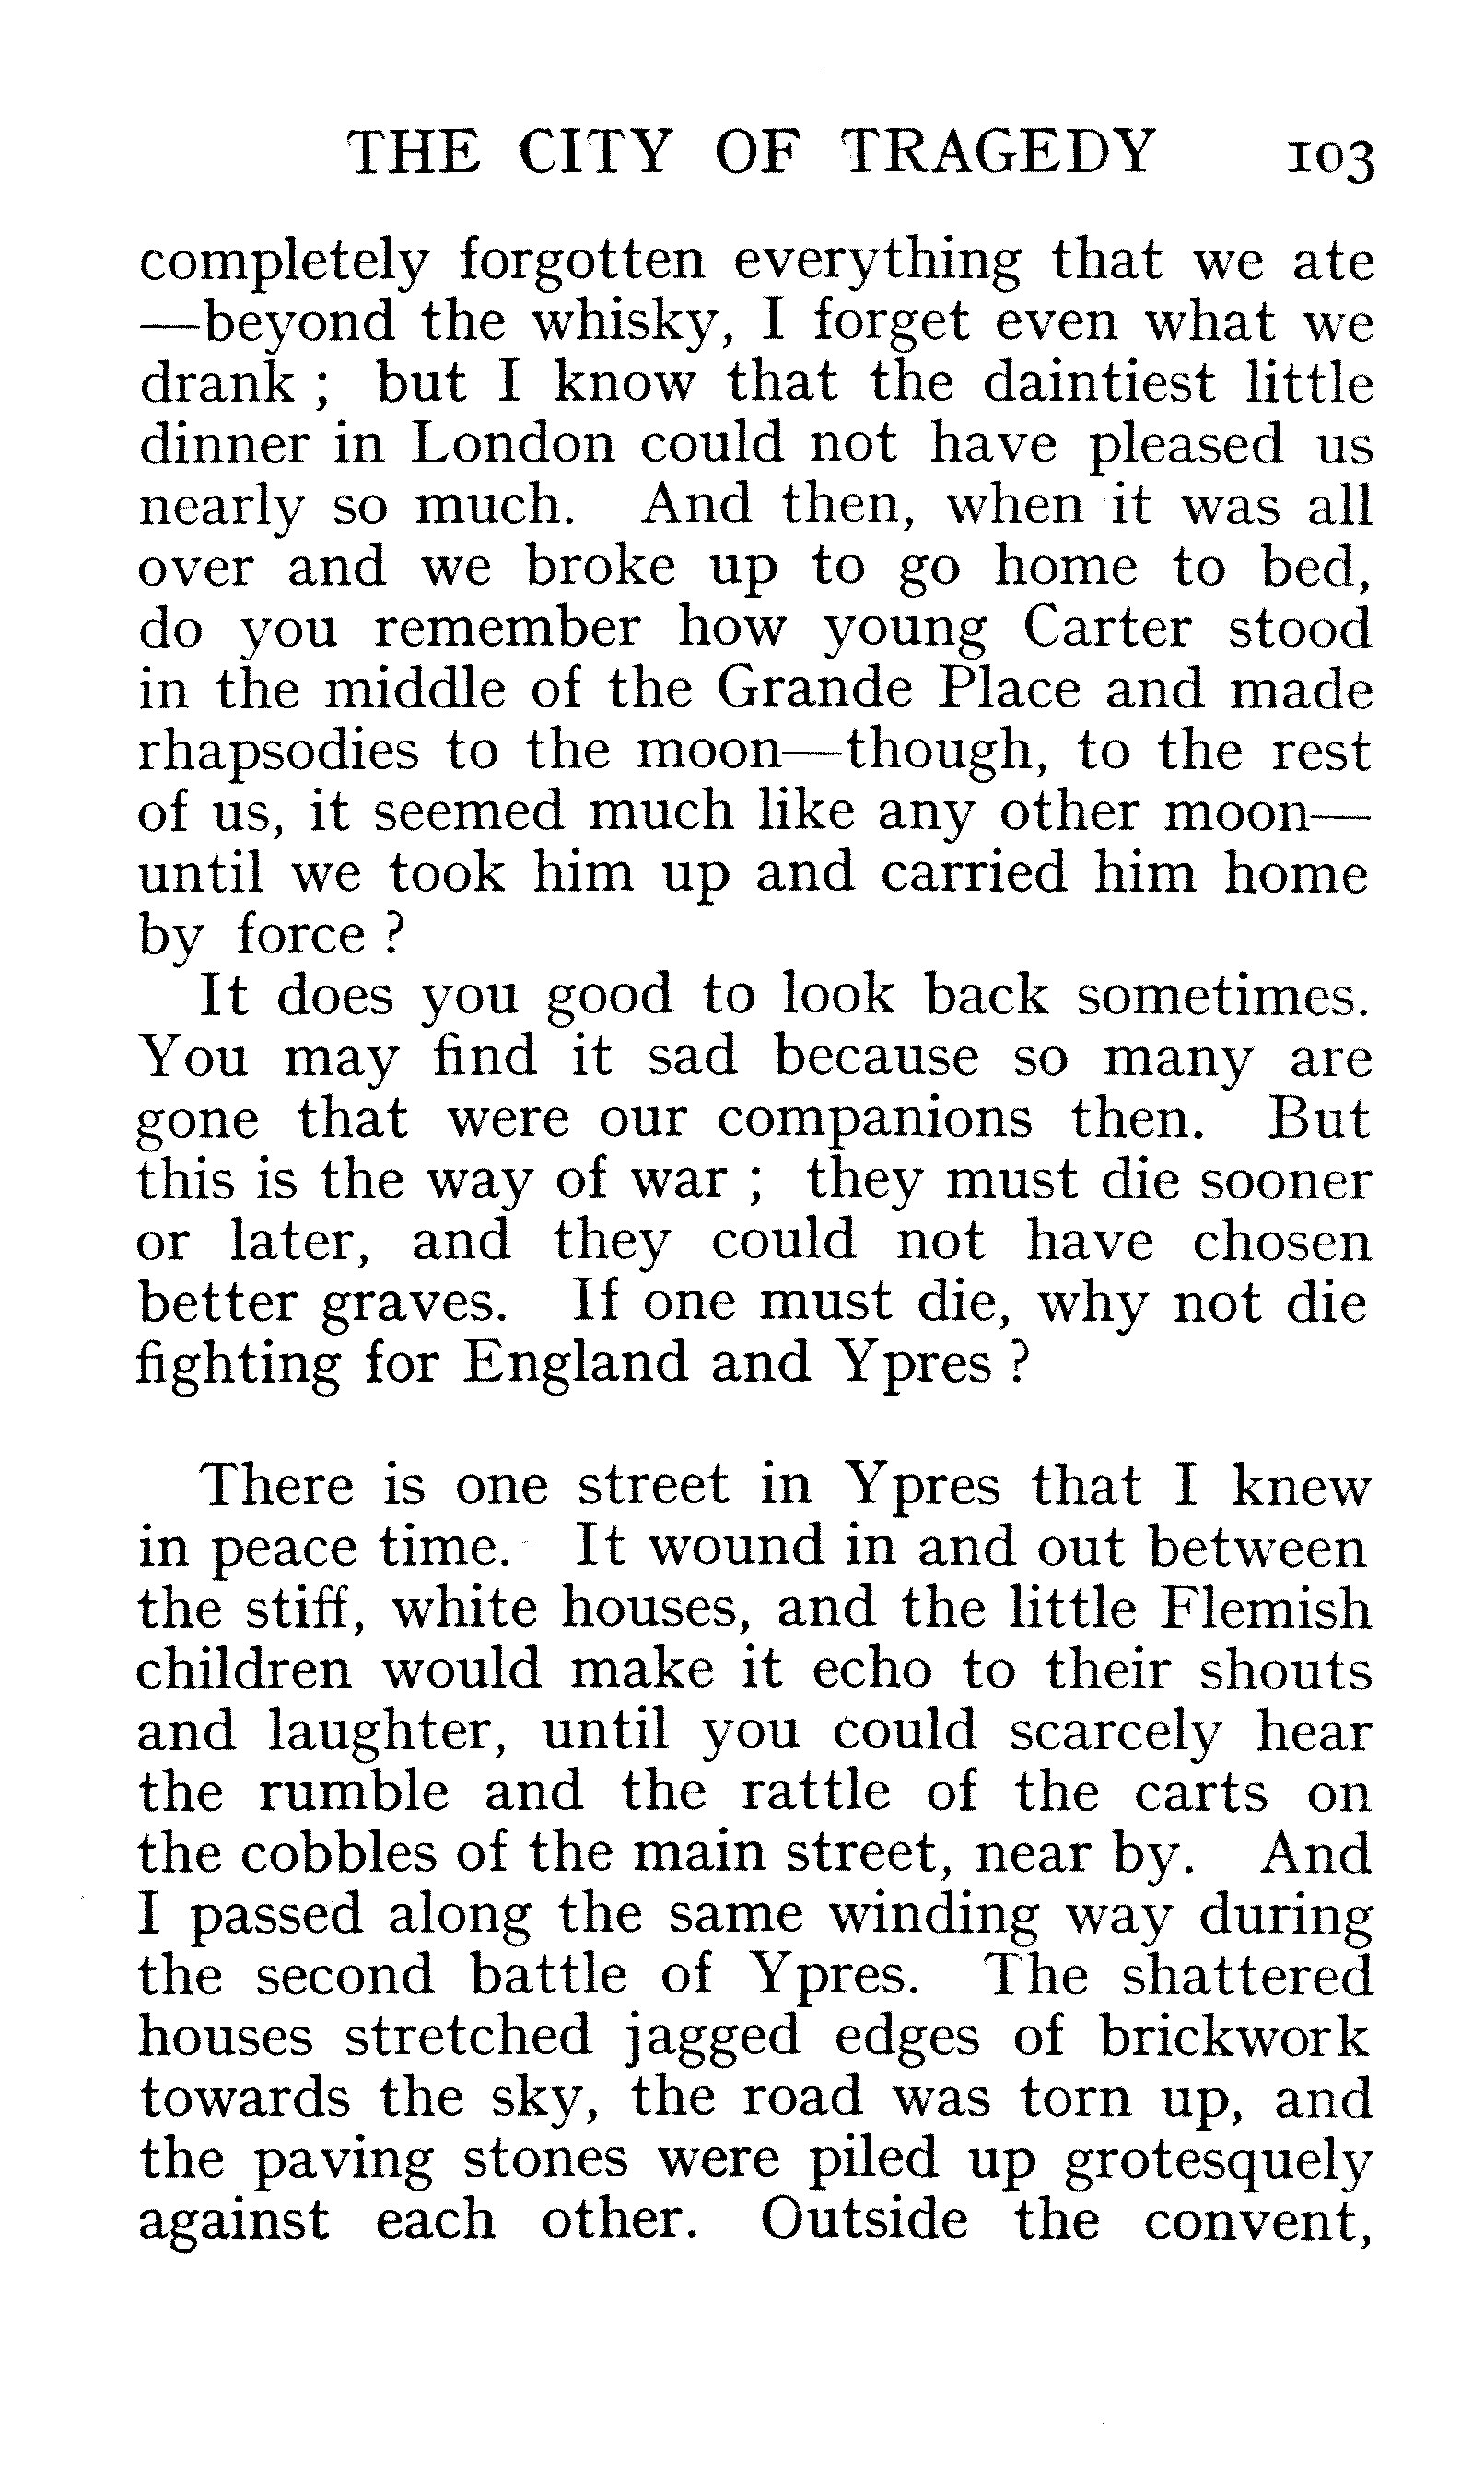 THE CITY OF TRAGEDY 103
completely forgotten everything that we ate
—beyond the whisky, I forget even what we
drank ; but I know that the daintiest little
dinner in London could not have pleased us
nearly so much. And then, when it was all
over and we broke up to go home to bed,
do you remember how young Carter stood
in the middle of the Grande Place and made
rhapsodies to the moon—though, to the rest
of us, it seemed much like any other moon—
until we took him up and carried him home
by force ?
It does you good to look back sometimes.
You may find it sad because so many are
gone that were our companions then. But
this is the way of war ; they must die sooner
or later, and they could not have chosen
better graves. If one must die, why not die
fighting for England and Ypres ?
There is one street in Ypres that I knew
in peace time. It wound in and out between
the stiff, white houses, and the little Flemish
children would make it echo to their shouts
and laughter, until you could scarcely hear
the rumble and the rattle of the carts on
the cobbles of the main street, near by. And
I passed along the same winding way during
the second battle of Ypres. The shattered
houses stretched jagged edges of brickwork
towards the sky, the road was torn up, and
the paving stones were piled up grotesquely
against each other. Outside the convent,